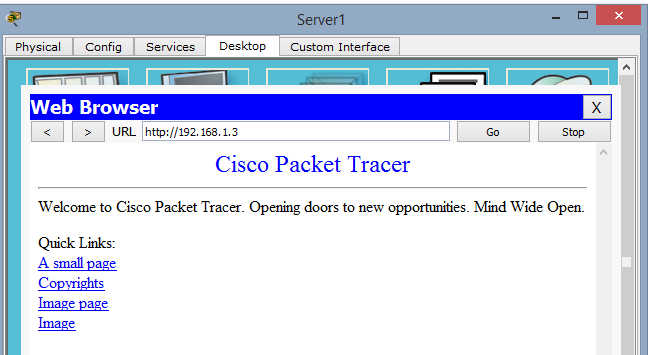 Server1
Physical Config Services Desktop Custom Interface
Web Browser X
< > URL http://192.168.1.3 Go Stop
Cisco Packet Tracer
Welcome to Cisco Packet Tracer. Opening doors to new opportunities. Mind Wide Open.
Quick Links:
A small page
Copyrights
Image page
Image